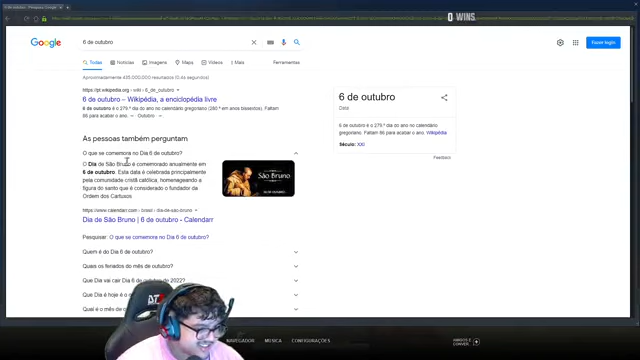 6 de outubro - Pesquisa Google
0 WINS
Google
6 de outubro
Fazer login
Todas
Notícias
Imagens
Maps
Vídeos
Mais
Ferramentas
Aproximadamente 435.000.000 resultados
https://pt.wikipedia.org › wiki › 6_de_outubro
6 de outubro – Wikipédia, a enciclopédia livre
6 de outubro é o 279.º dia do ano no calendário gregoriano (280.º em anos bissextos). Faltam
86 para acabar o ano. Outubro
As pessoas também perguntam
O que se comemora no Dia 6 de outubro?
O Dia de São Bruno é comemorado anualmente em
6 de outubro. Esta data é celebrada principalmente
pela comunidade cristã católica, homenageando a
figura do santo que é considerado o fundador da
Ordem dos Cartuxos
São Bruno
https://www.calendarr.com › brasil › dia-de-sao-bruno
Dia de São Bruno | 6 de outubro - Calendarr
Pesquisar: O que se comemora no Dia 6 de outubro?
Quem é do Dia 6 de outubro?
Quais os feriados do mês de outubro?
Que Dia vai cair Dia 6 de outubro de 2022?
Que Dia é hoje
Qual é o mês
6 de outubro
Data
6 de outubro é o 279.º dia do ano no calendário
gregoriano. Faltam 86 para acabar o ano. Wikipédia
Século: XXI
Feedback
NAVEGADOR
MÚSICA
CONFIGURAÇÕES